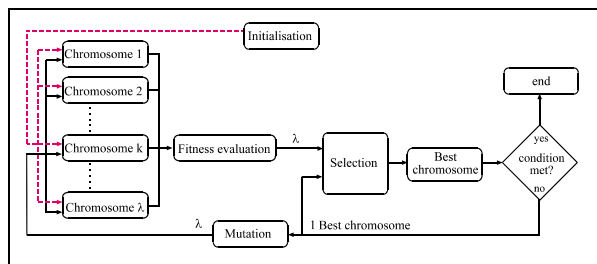 Initialisation
Chromosome 1
Chromosome 2
Chromosome k
Chromosome λ
Fitness evaluation
λ
Selection
Best
chromosome
end
yes
condition
met?
no
1 Best chromosome
Mutation
λ